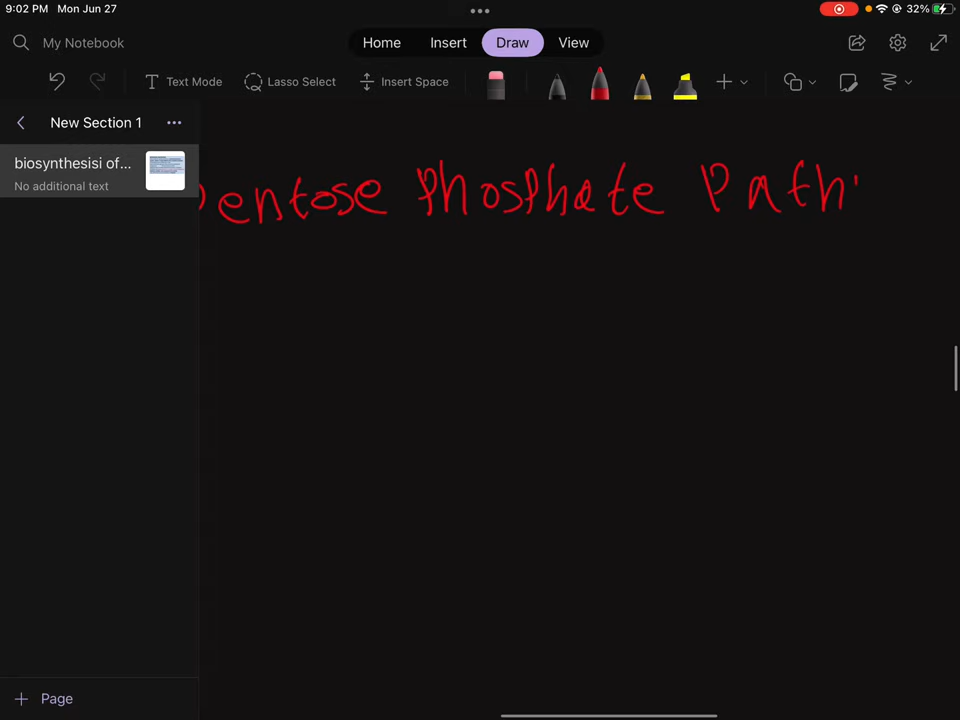 9:02 PM Mon Jun 27 32%
My Notebook Home Insert Draw View
Text Mode Lasso Select Insert Space
New Section 1
biosynthesisi of...
No additional text
entose Phosphate Path
Page